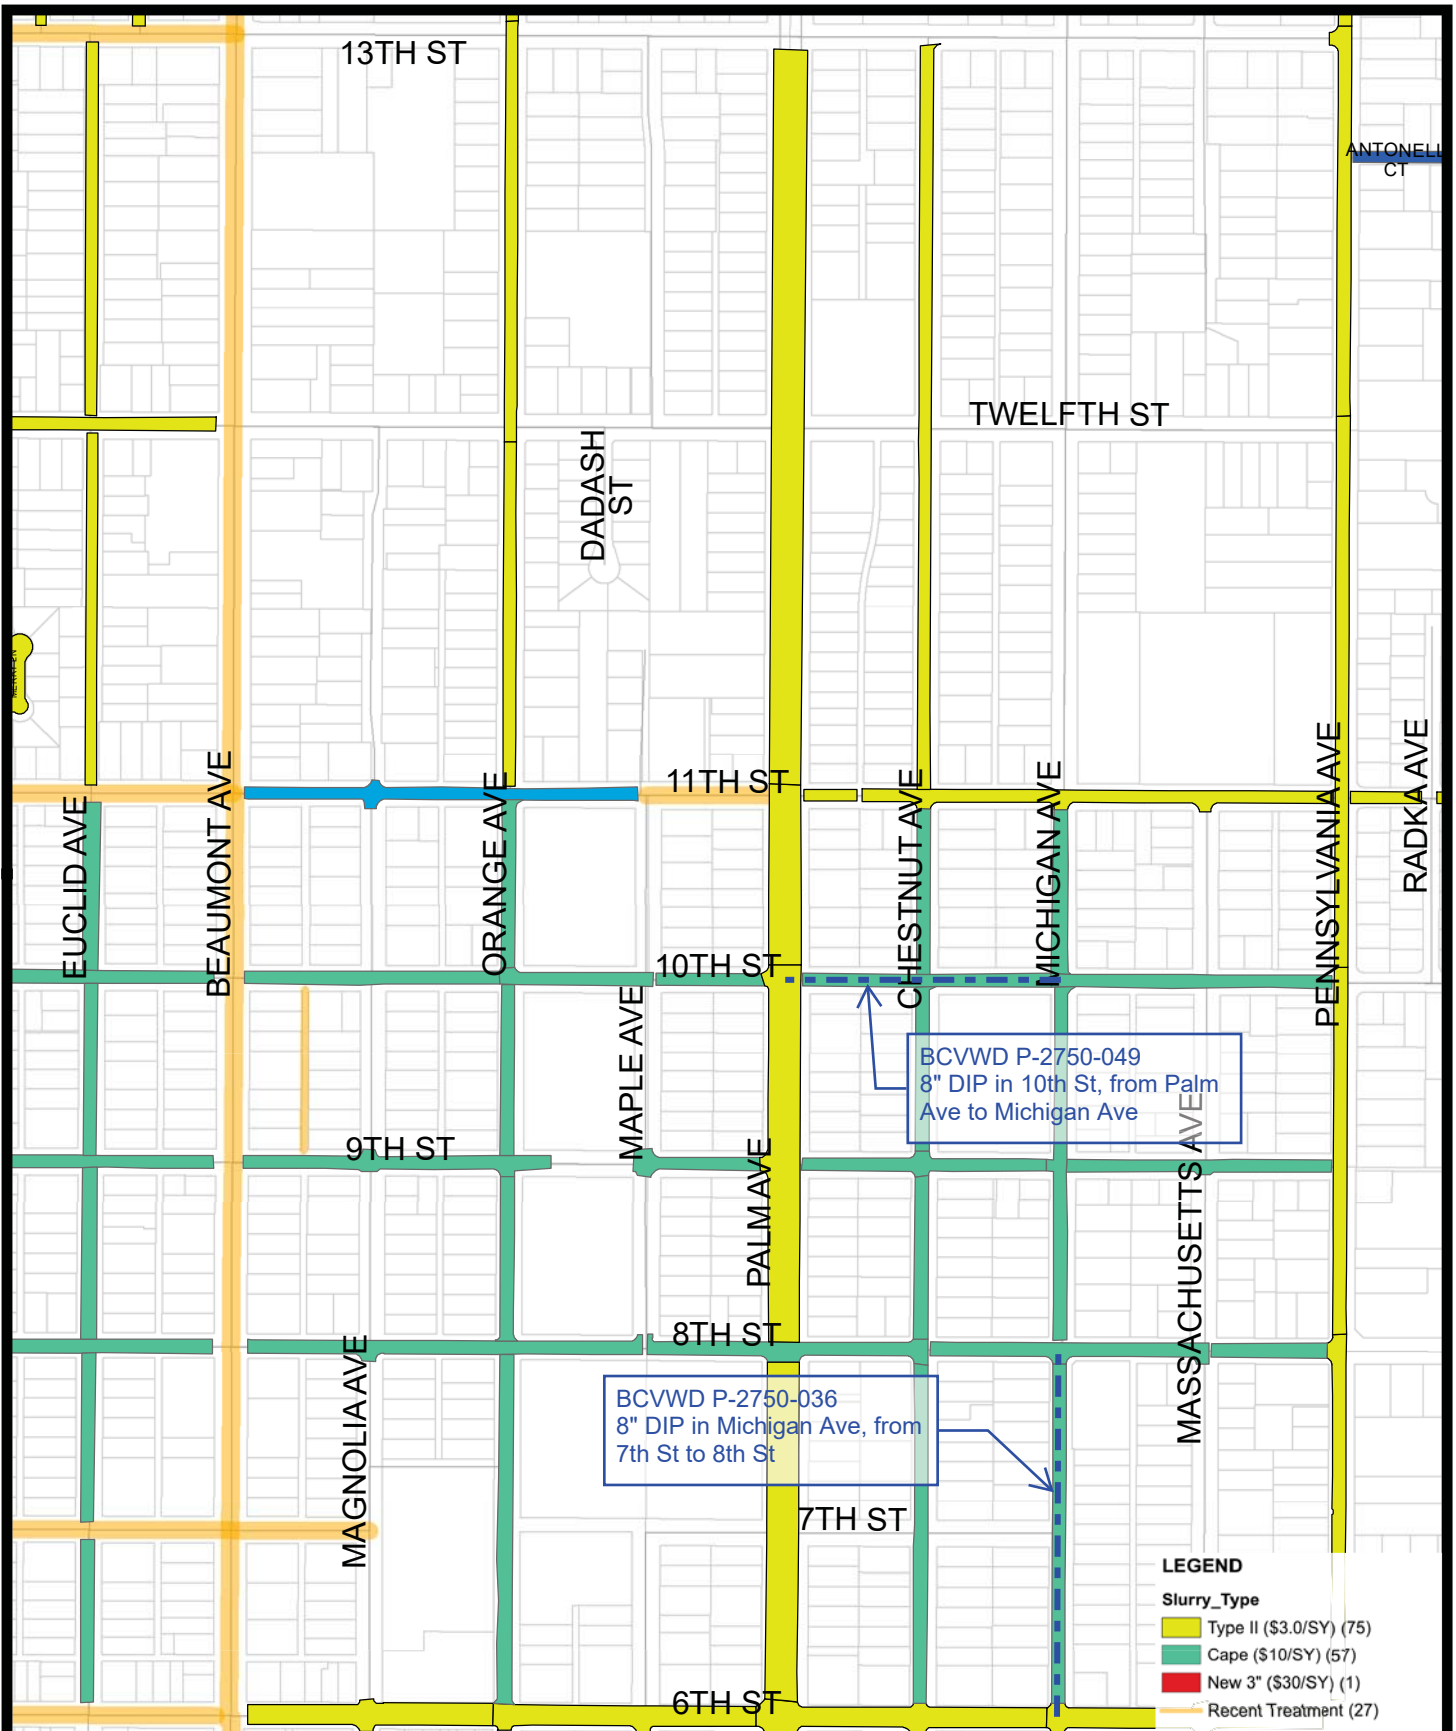 13TH ST
ANTONELL
CT
TWELFTH ST
DADASH
ST
11TH ST
EUCLID AVE
BEAUMONT AVE
ORANGE AVE
CHESTNUT AVE
MICHIGAN AVE
PENNSYLVANIA AVE
RADKA AVE
10TH ST
MAPLE AVE
BCVWD P-2750-049
8" DIP in 10th St, from Palm
Ave to Michigan Ave
9TH ST
PALM AVE
MASSACHUSETTS AVE
8TH ST
MAGNOLIA AVE
BCVWD P-2750-036
8" DIP in Michigan Ave, from
7th St to 8th St
7TH ST
6TH ST
LEGEND
Slurry_Type
Type II ($3.0/SY) (75)
Cape ($10/SY) (57)
New 3" ($30/SY) (1)
Recent Treatment (27)